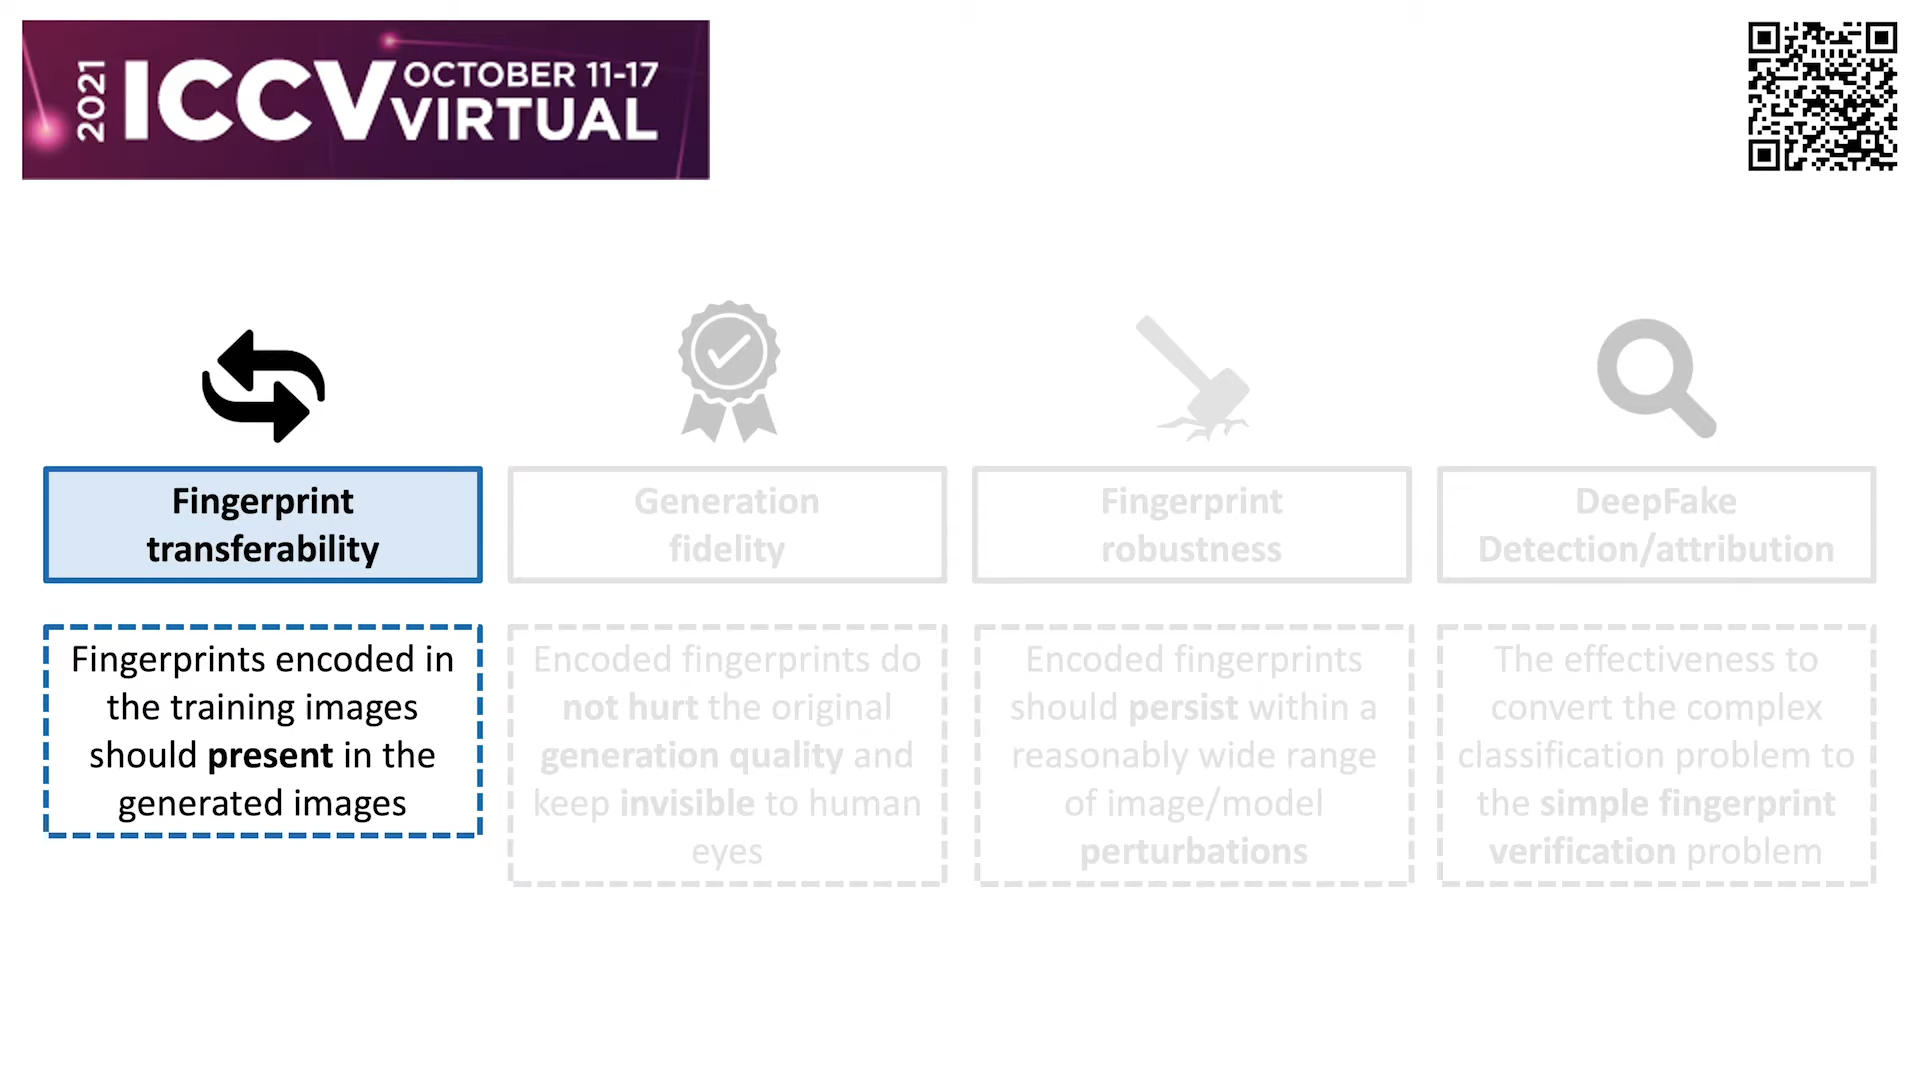 2021
ICCV
OCTOBER 11-17
VIRTUAL
Fingerprint
transferability
Fingerprints encoded in
the training images
should present in the
generated images
Generation
fidelity
Encoded fingerprints do
not hurt the original
generation quality and
keep invisible to human
eyes
Fingerprint
robustness
Encoded fingerprints
should persist within a
reasonably wide range
of image/model
perturbations
DeepFake
Detection/attribution
The effectiveness to
convert the complex
classification problem to
the simple fingerprint
verification problem